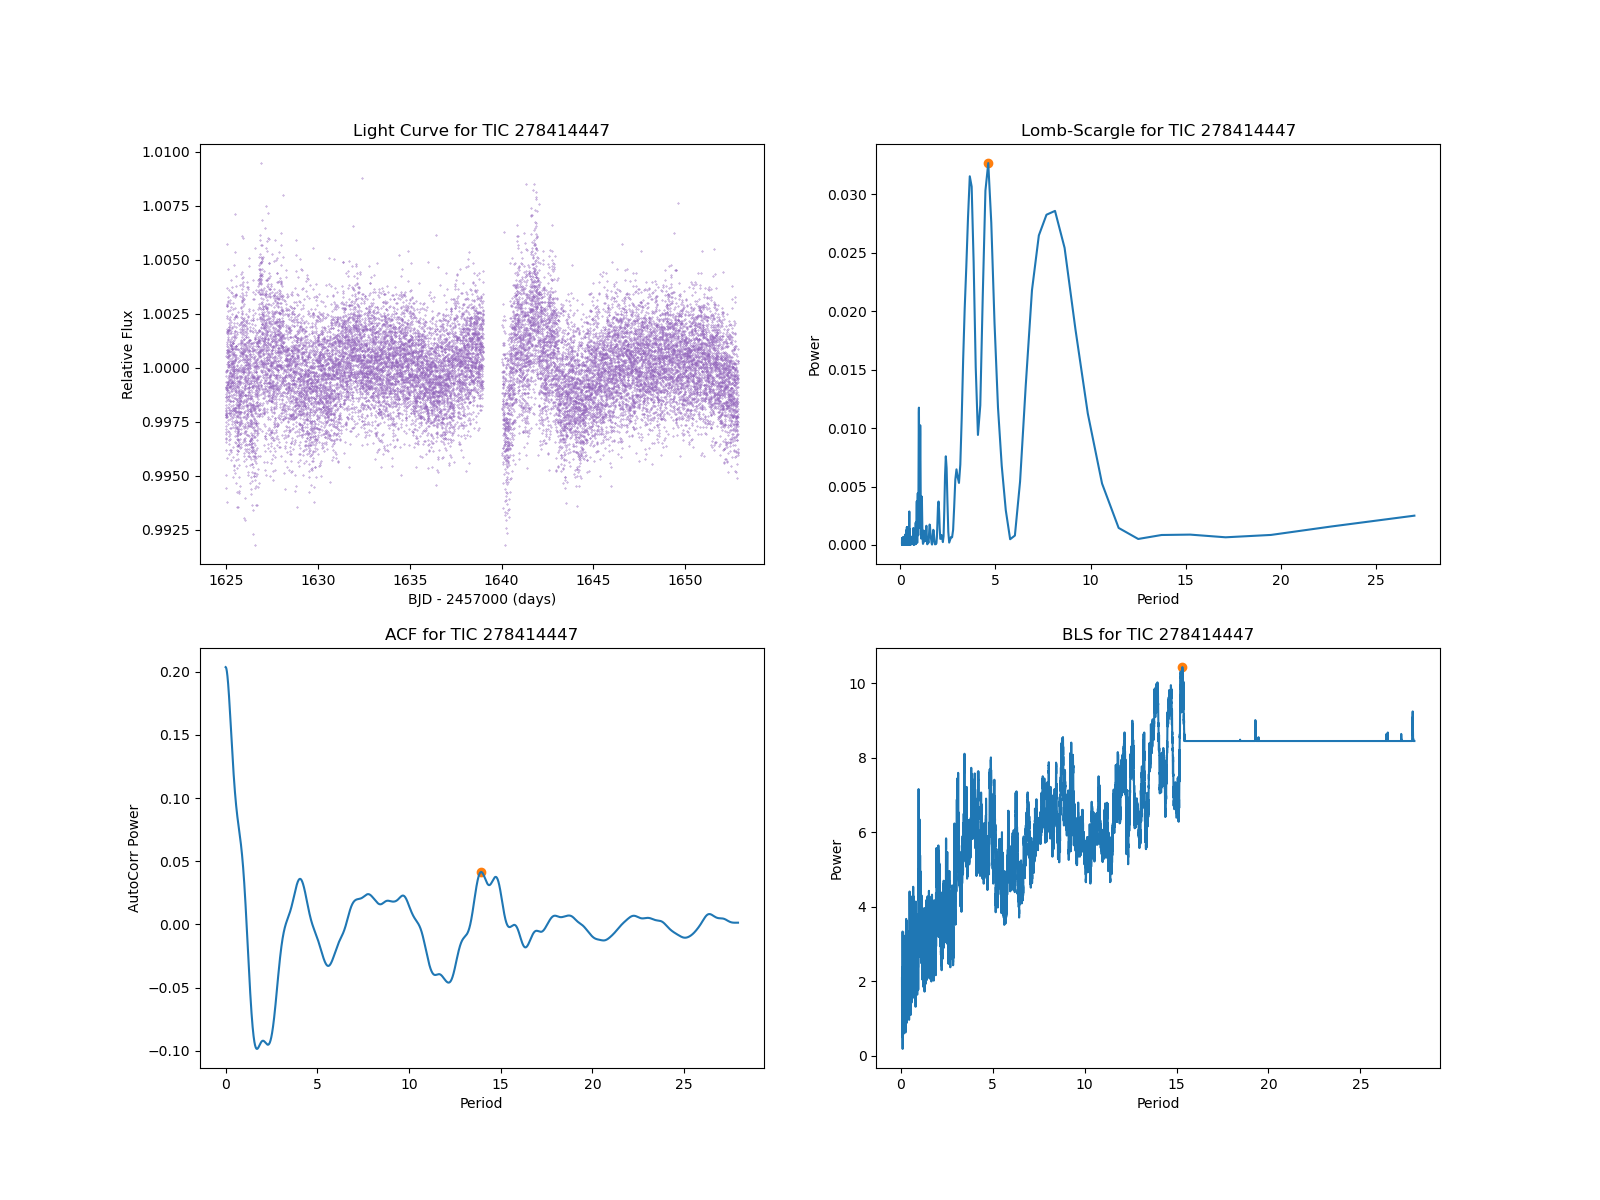 Light Curve for TIC 278414447
1.0100
1.0075
1.0050
1.0025
1.0000
0.9975
0.9950
0.9925
Relative Flux
1625 1630 1635 1640 1645 1650
BJD - 2457000 (days)
Lomb-Scargle for TIC 278414447
0.030
0.025
0.020
0.015
0.010
0.005
0.000
Power
0 5 10 15 20 25
Period
ACF for TIC 278414447
0.20
0.15
0.10
0.05
0.00
−0.05
−0.10
AutoCorr Power
0 5 10 15 20 25
Period
BLS for TIC 278414447
10
8
6
4
2
0
Power
0 5 10 15 20 25
Period